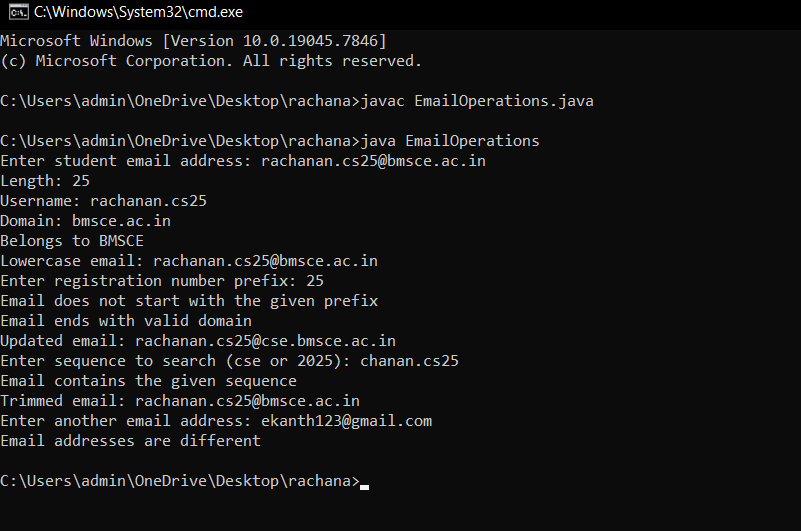 C:\Windows\System32\cmd.exe
Microsoft Windows [Version 10.0.19045.7846]
(c) Microsoft Corporation. All rights reserved.
C:\Users\admin\OneDrive\Desktop\rachana>javac EmailOperations.java
C:\Users\admin\OneDrive\Desktop\rachana>java EmailOperations
Enter student email address: rachanan.cs25@bmsce.ac.in
Length: 25
Username: rachanan.cs25
Domain: bmsce.ac.in
Belongs to BMSCE
Lowercase email: rachanan.cs25@bmsce.ac.in
Enter registration number prefix: 25
Email does not start with the given prefix
Email ends with valid domain
Updated email: rachanan.cs25@cse.bmsce.ac.in
Enter sequence to search (cse or 2025): chanan.cs25
Email contains the given sequence
Trimmed email: rachanan.cs25@bmsce.ac.in
Enter another email address: ekanth123@gmail.com
Email addresses are different
C:\Users\admin\OneDrive\Desktop\rachana>